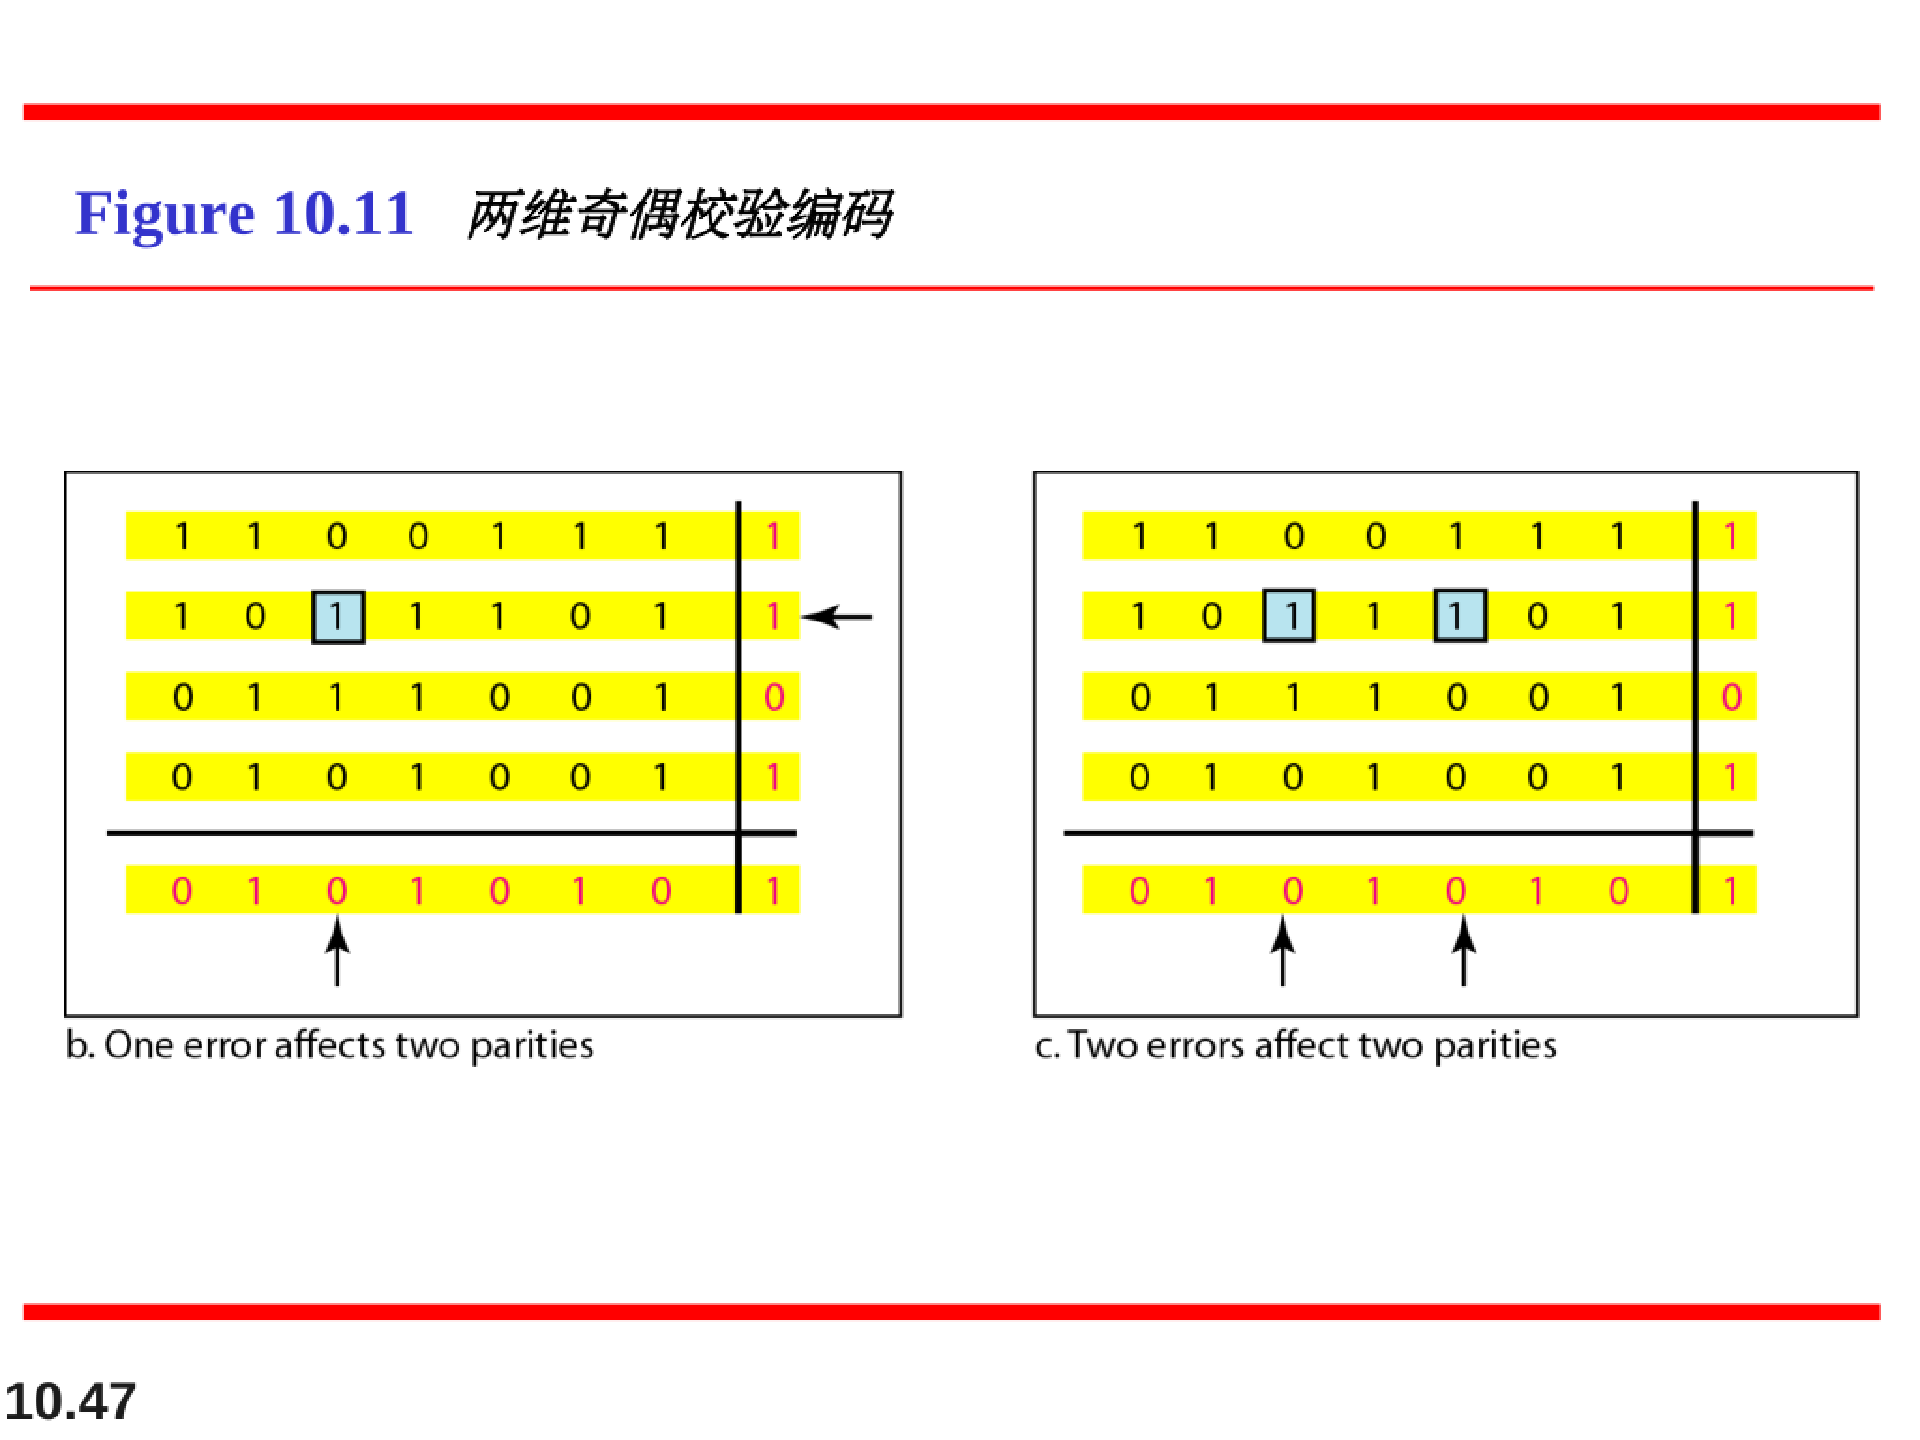 Figure 10.11 两维奇偶校验编码
1 1 0 0 1 1 1 1
1 0 1 1 1 0 1 1
0 1 1 1 0 0 1 0
0 1 0 1 0 0 1 1
0 1 0 1 0 1 0 1
b. One error affects two parities
1 1 0 0 1 1 1 1
1 0 1 1 1 0 1 1
0 1 1 1 0 0 1 0
0 1 0 1 0 0 1 1
0 1 0 1 0 1 0 1
c. Two errors affect two parities
10.47